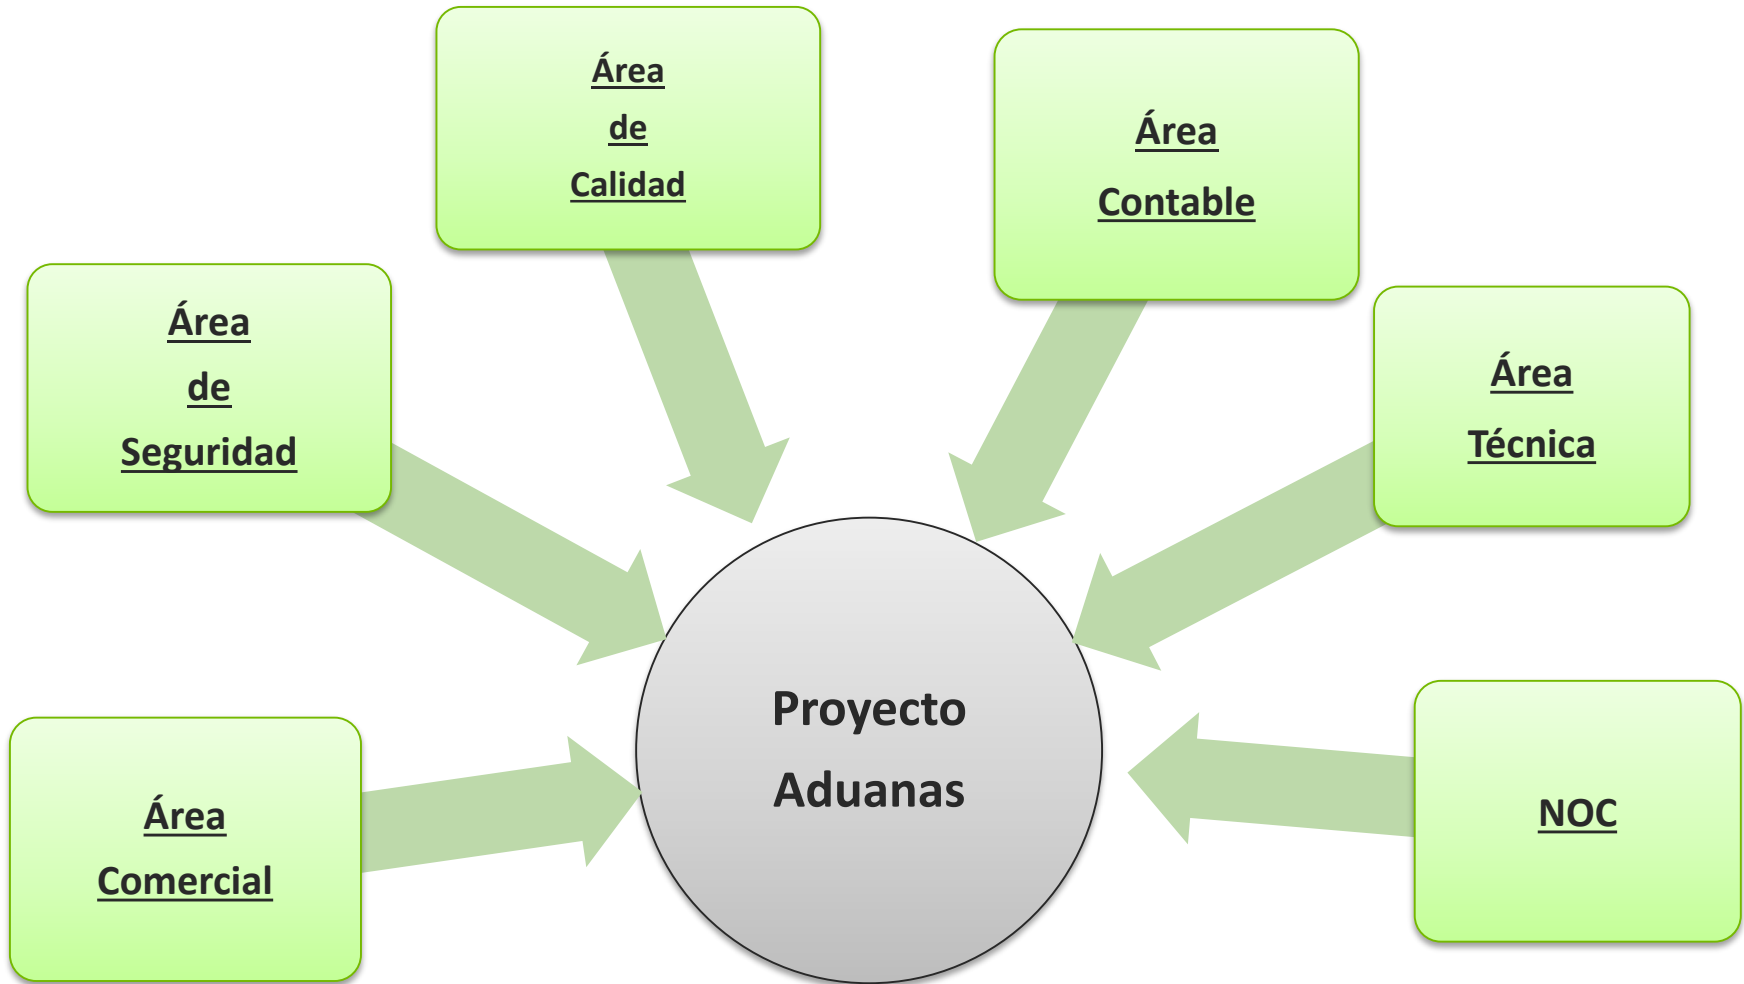 Área
de
Calidad
Área
Contable
Área
de
Seguridad
Área
Técnica
Proyecto
Aduanas
Área
Comercial
NOC